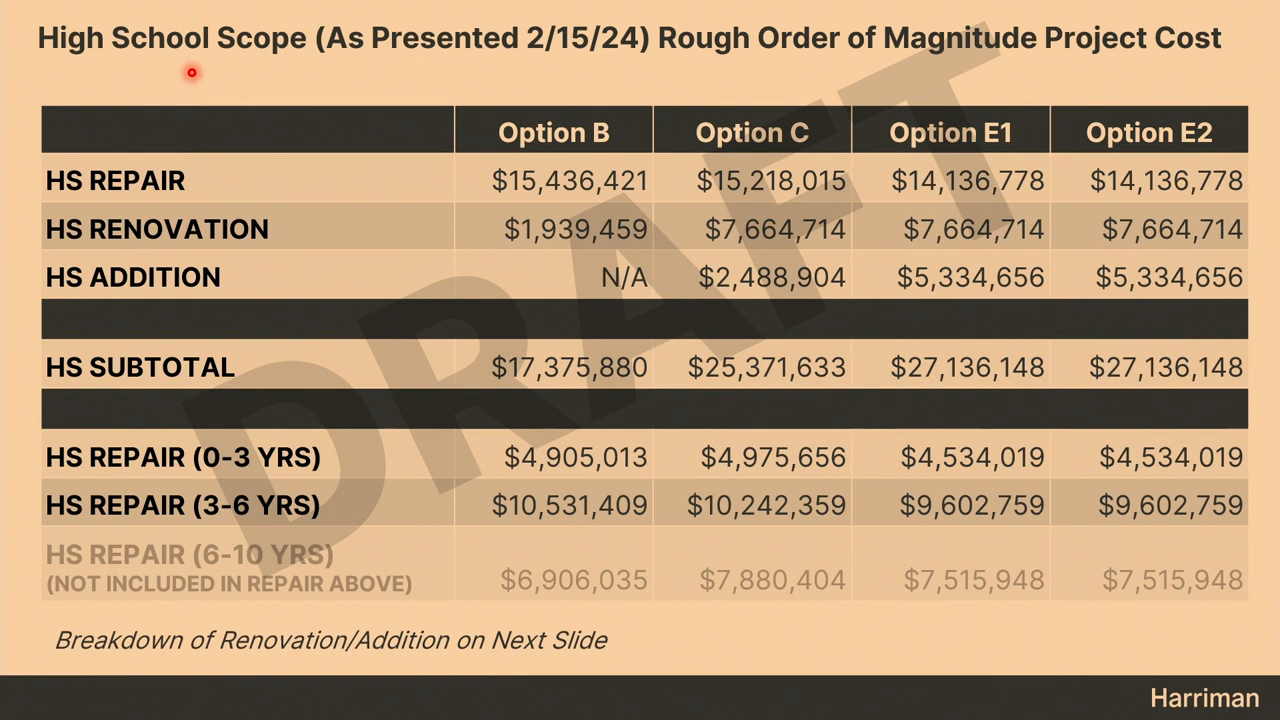 High School Scope (As Presented 2/15/24) Rough Order of Magnitude Project Cost
Option B Option C Option E1 Option E2
HS REPAIR $15,436,421 $15,218,015 $14,136,778 $14,136,778
HS RENOVATION $1,939,459 $7,664,714 $7,664,714 $7,664,714
HS ADDITION N/A $2,488,904 $5,334,656 $5,334,656
HS SUBTOTAL $17,375,880 $25,371,633 $27,136,148 $27,136,148
HS REPAIR (0-3 YRS) $4,905,013 $4,975,656 $4,534,019 $4,534,019
HS REPAIR (3-6 YRS) $10,531,409 $10,242,359 $9,602,759 $9,602,759
HS REPAIR (6-10 YRS)
(NOT INCLUDED IN REPAIR ABOVE) $6,906,035 $7,880,404 $7,515,948 $7,515,948
Breakdown of Renovation/Addition on Next Slide
Harriman
DRAFT